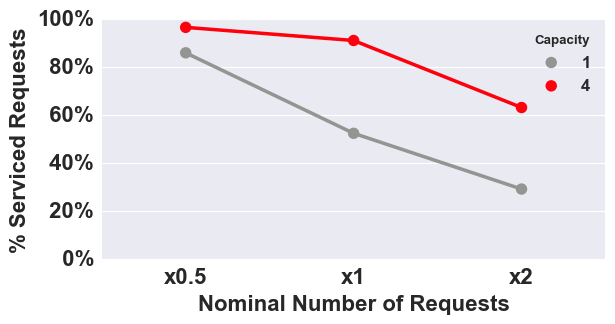 100%
80%
60%
40%
20%
0%
% Serviced Requests
Capacity
1
4
x0.5 x1 x2
Nominal Number of Requests